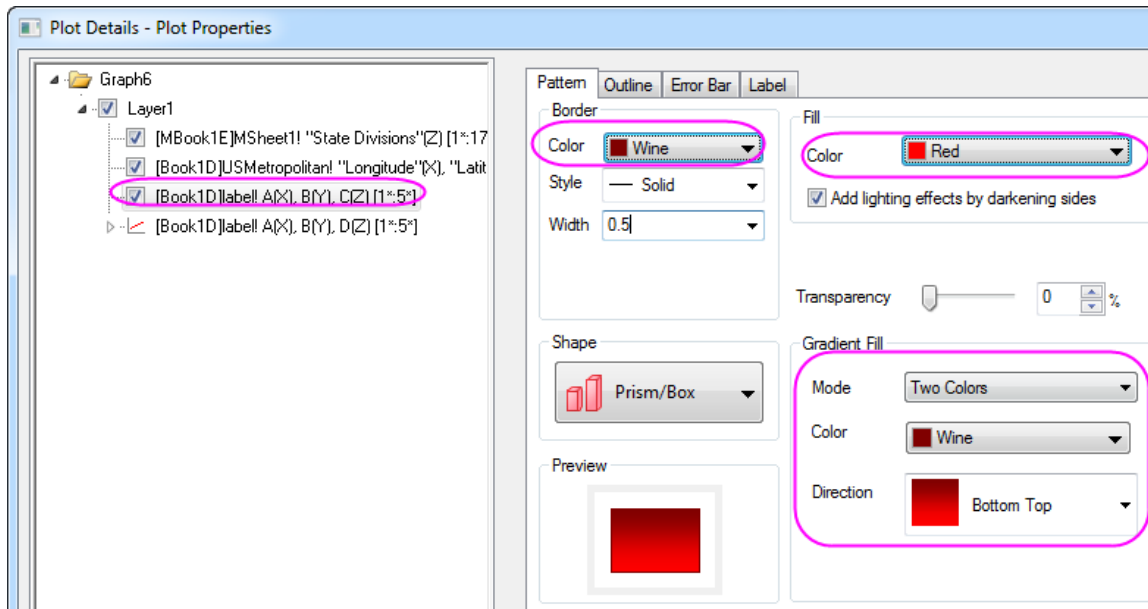 Plot Details - Plot Properties
Graph6
Layer1
[MBook1E]MSheet1! "State Divisions"(Z) [1*:17
[Book1D]USMetropolitan! "Longitude"(X), "Latit
[Book1D]label! A(X), B(Y), C(Z) [1*:5*]
[Book1D]label! A(X), B(Y), D(Z) [1*:5*]
Pattern Outline Error Bar Label
Border
Color Wine
Style Solid
Width 0.5
Fill
Color Red
Add lighting effects by darkening sides
Transparency 0 %
Shape
Prism/Box
Gradient Fill
Mode Two Colors
Color Wine
Direction Bottom Top
Preview